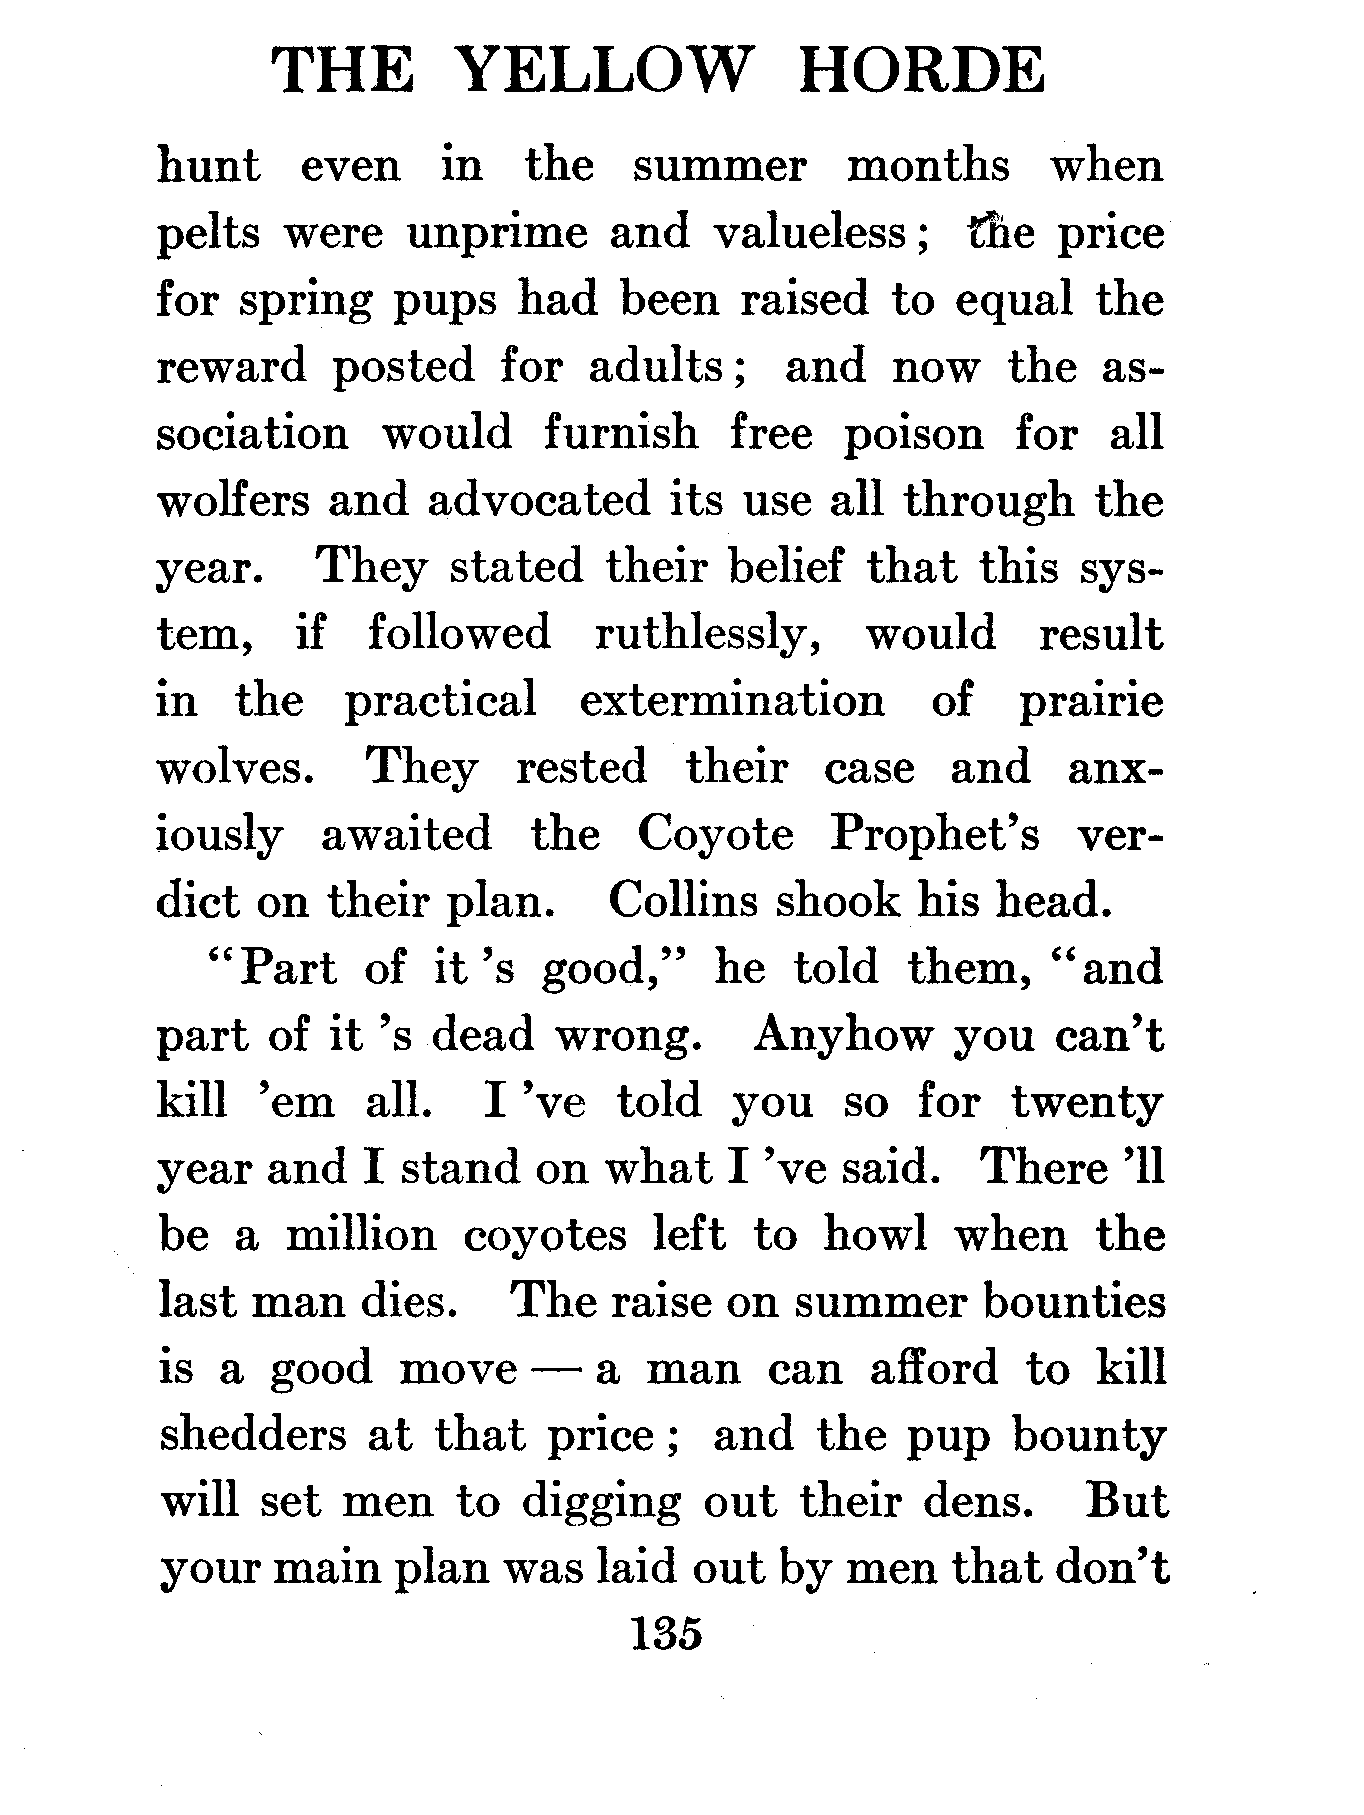 THE YELLOW HORDE
hunt even in the summer months when
pelts were unprime and valueless; the price
for spring pups had been raised to equal the
reward posted for adults; and now the as-
sociation would furnish free poison for all
wolfers and advocated its use all through the
year. They stated their belief that this sys-
tem, if followed ruthlessly, would result
in the practical extermination of prairie
wolves. They rested their case and anx-
iously awaited the Coyote Prophet's ver-
dict on their plan. Collins shook his head.
"Part of it 's good," he told them, "and
part of it 's dead wrong. Anyhow you can't
kill 'em all. I 've told you so for twenty
year and I stand on what I 've said. There 'll
be a million coyotes left to howl when the
last man dies. The raise on summer bounties
is a good move — a man can afford to kill
shedders at that price; and the pup bounty
will set men to digging out their dens. But
your main plan was laid out by men that don't
135